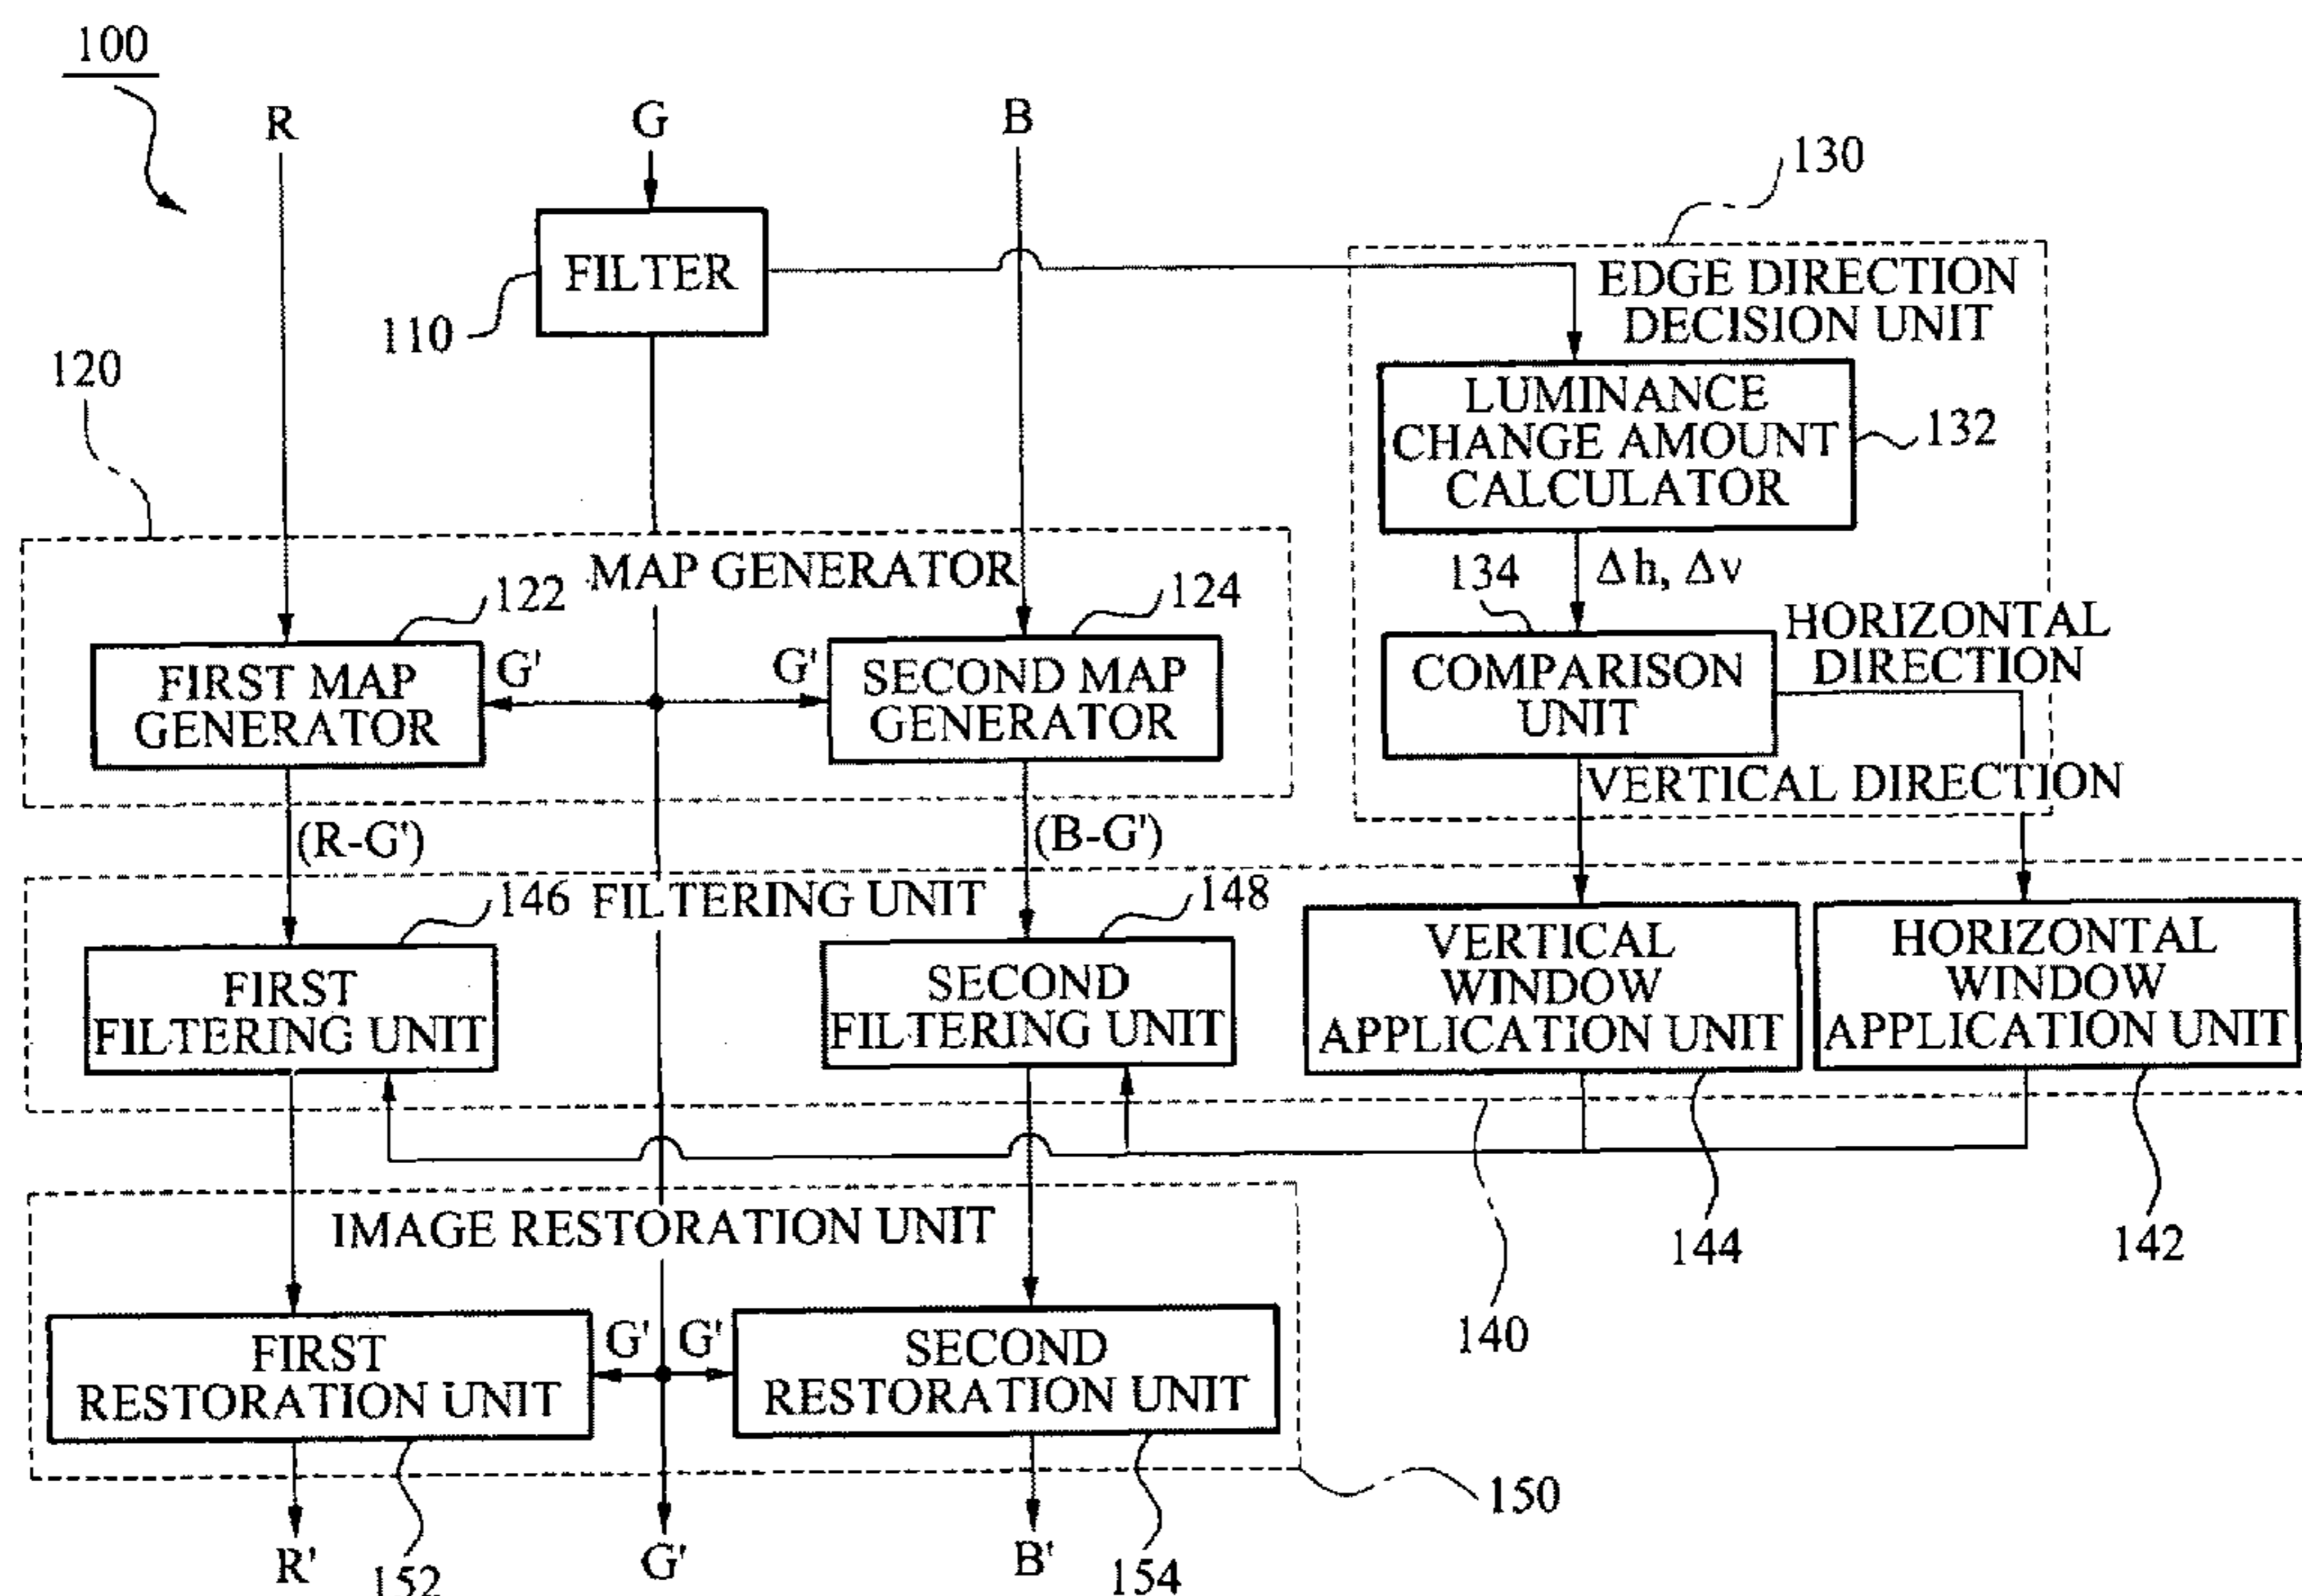 100
R
G
B
130
FILTER
110
EDGE DIRECTION
DECISION UNIT
120
LUMINANCE
CHANGE AMOUNT
CALCULATOR
132
MAP GENERATOR
122
124
134
Δh, Δv
HORIZONTAL
DIRECTION
FIRST MAP
GENERATOR
G'
G'
SECOND MAP
GENERATOR
COMPARISON
UNIT
VERTICAL DIRECTION
(R-G')
(B-G')
146
FILTERING UNIT
148
FIRST
FILTERING UNIT
SECOND
FILTERING UNIT
VERTICAL
WINDOW
APPLICATION UNIT
HORIZONTAL
WINDOW
APPLICATION UNIT
IMAGE RESTORATION UNIT
144
142
140
FIRST
RESTORATION UNIT
G'
G'
SECOND
RESTORATION UNIT
150
R'
152
G'
B'
154